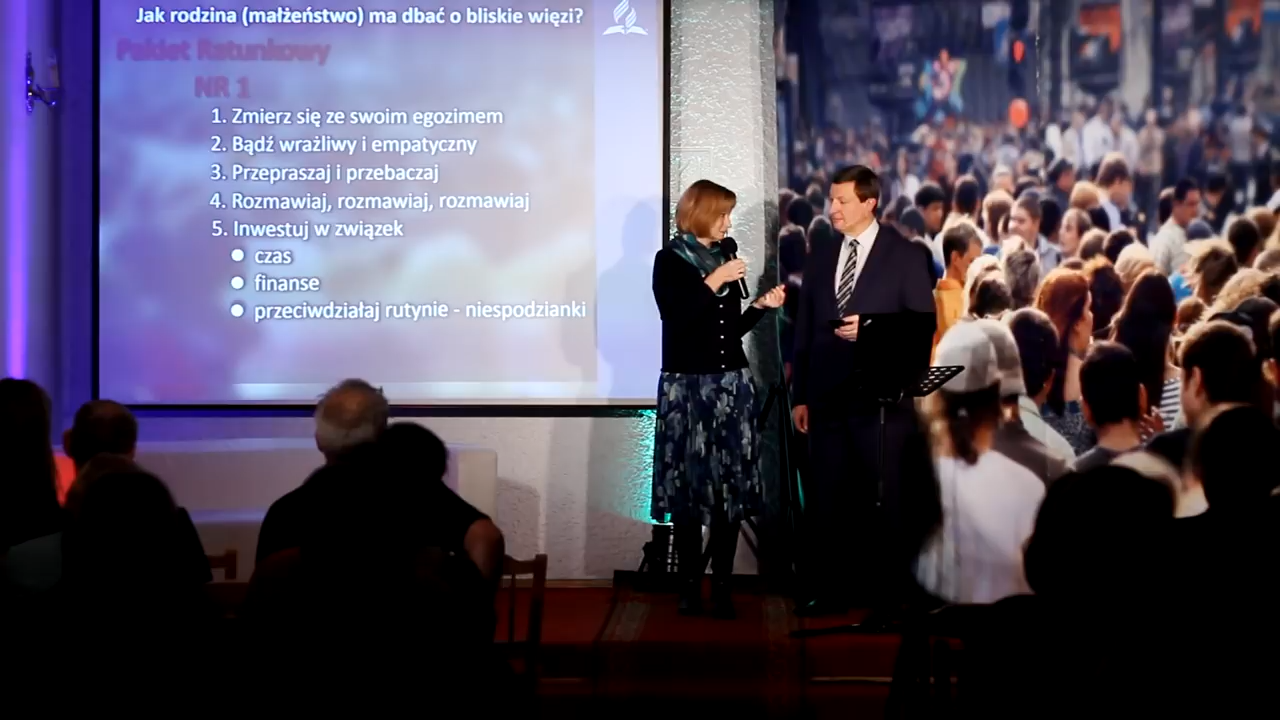 Jak rodzina (małżeństwo) ma dbać o bliskie więzi?
Pakiet Ratunkowy
NR 1
1. Zmierz się ze swoim egozimem
2. Bądź wrażliwy i empatyczny
3. Przepraszaj i przebaczaj
4. Rozmawiaj, rozmawiaj, rozmawiaj
5. Inwestuj w związek
czas
finanse
przeciwdziałaj rutynie - niespodzianki